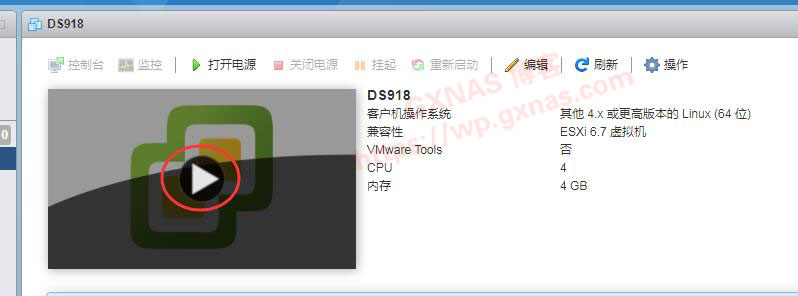 DS918
控制台 监控 打开电源 关闭电源 挂起 重新启动 编辑 刷新 操作
DS918
客户机操作系统 其他 4.x 或更高版本的 Linux (64 位)
兼容性 ESXi 6.7 虚拟机
VMware Tools 否
CPU 4
内存 4 GB
0
GXNAS 博客
https://wp.gxnas.com